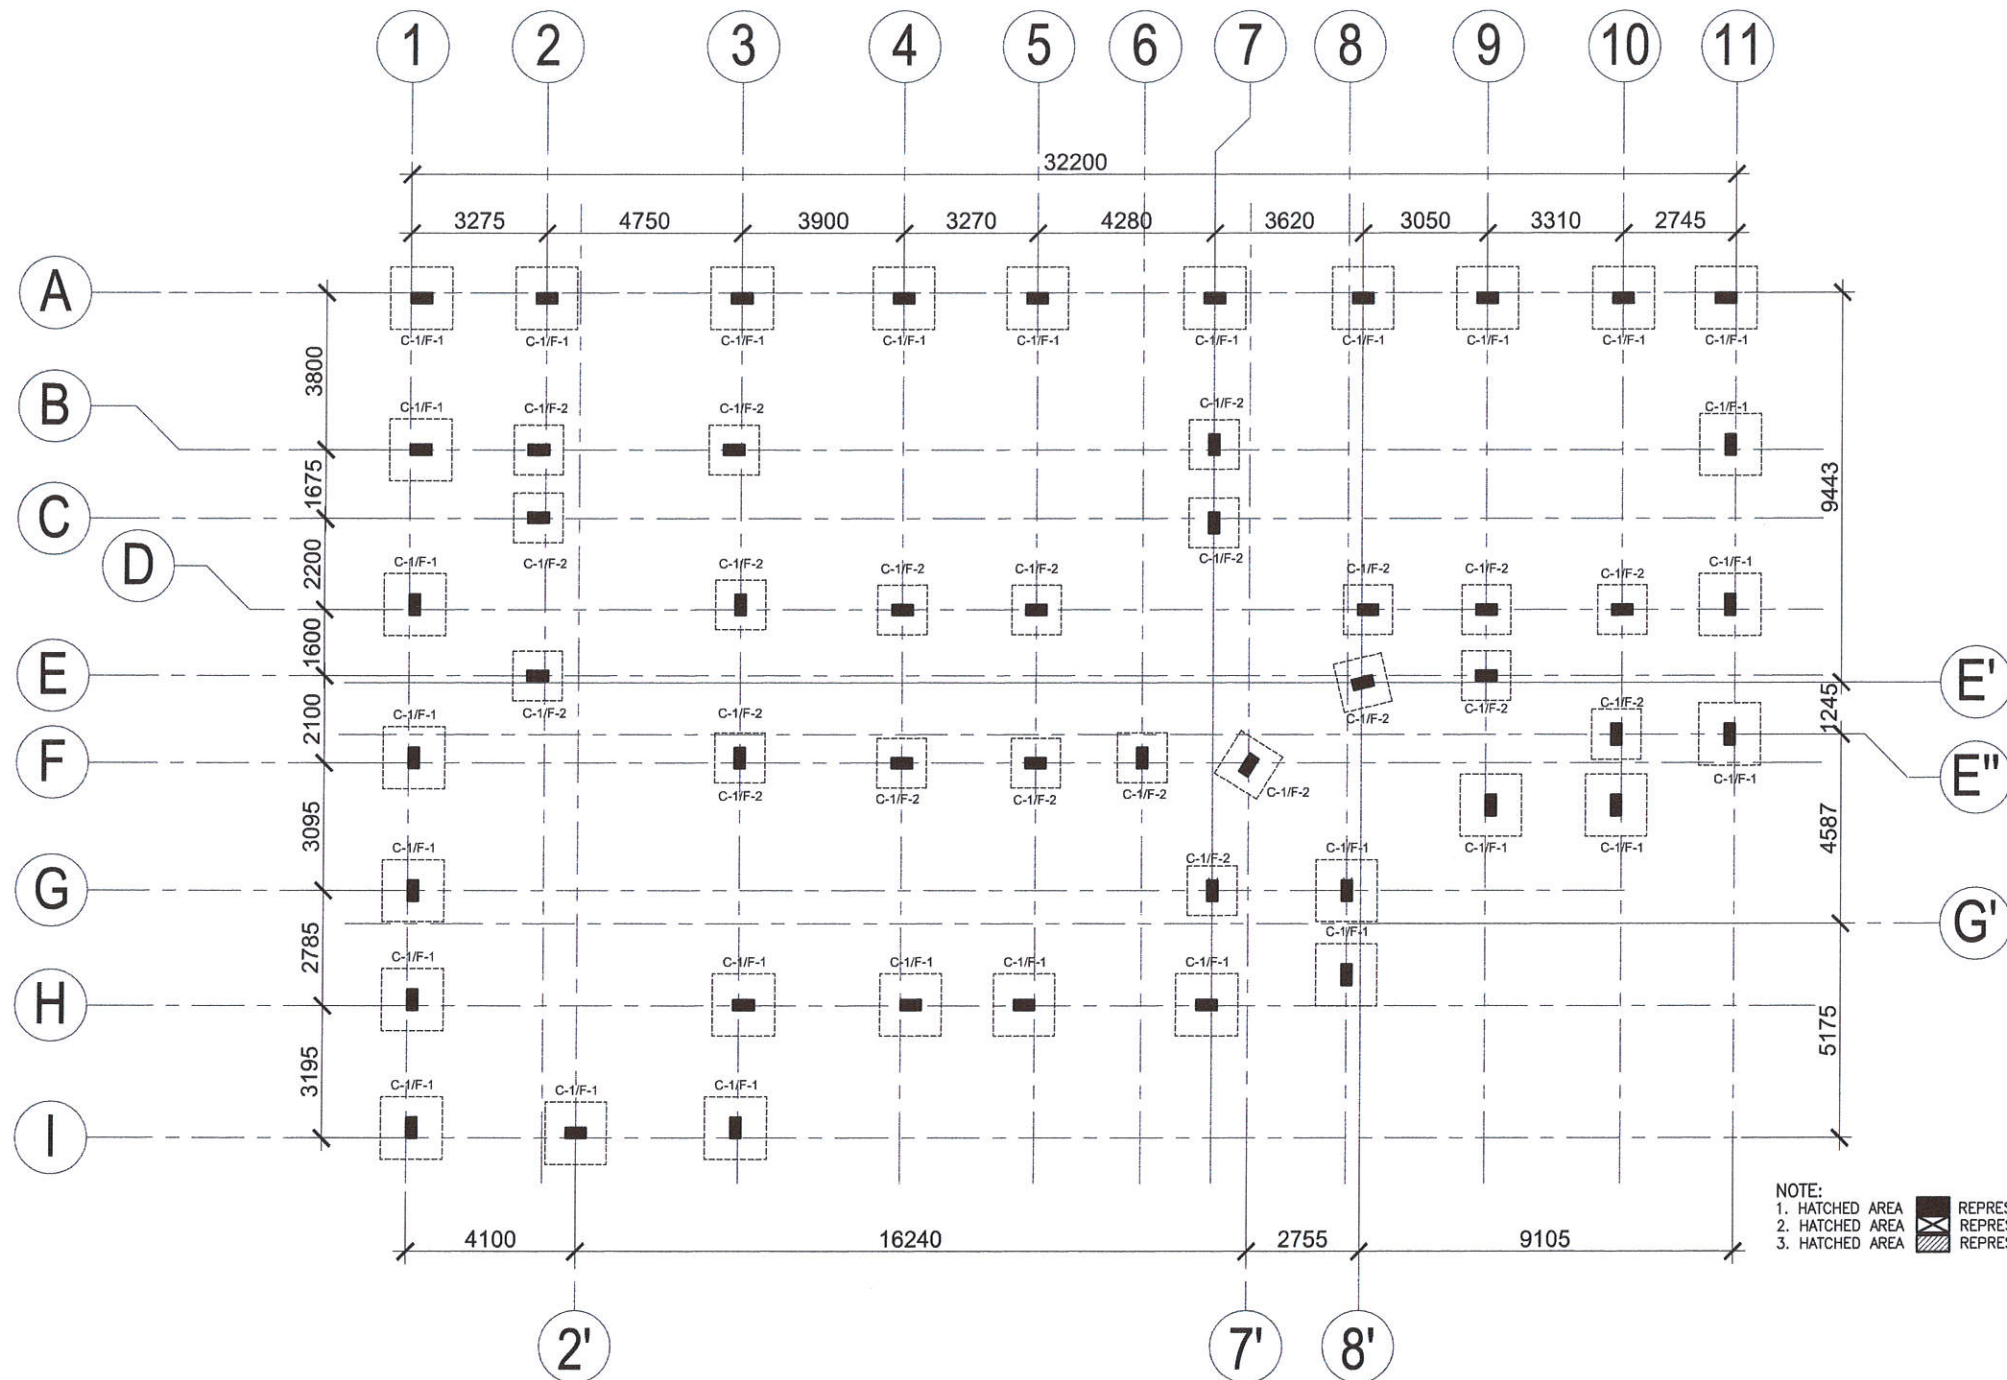 1 2 3 4 5 6 7 8 9 10 11
32200
3275 4750 3900 3270 4280 3620 3050 3310 2745
A
C-1/F-1 C-1/F-1 C-1/F-1 C-1/F-1 C-1/F-1 C-1/F-1 C-1/F-1 C-1/F-1 C-1/F-1 C-1/F-1
3800
B
C-1/F-1 C-1/F-2 C-1/F-2 C-1/F-2 C-1/F-1
1675
9443
C
C-1/F-2 C-1/F-2
2200
D
C-1/F-1 C-1/F-2 C-1/F-2 C-1/F-2 C-1/F-2 C-1/F-2 C-1/F-2 C-1/F-1
1600
E
E'
C-1/F-2 C-1/F-2 C-1/F-2
2100
1245
C-1/F-1 C-1/F-2 C-1/F-2
F
E"
C-1/F-2 C-1/F-2 C-1/F-2 C-1/F-2 C-1/F-2 C-1/F-1
3095
4587
C-1/F-1 C-1/F-1
G
C-1/F-1 C-1/F-2 C-1/F-1
G'
2785
C-1/F-1 C-1/F-1 C-1/F-1 C-1/F-1 C-1/F-1 C-1/F-1
H
3195
5175
C-1/F-1 C-1/F-1 C-1/F-1
I
NOTE:
1. HATCHED AREA REPRES
2. HATCHED AREA REPRES
3. HATCHED AREA REPRES
4100 16240 2755 9105
2' 7' 8'